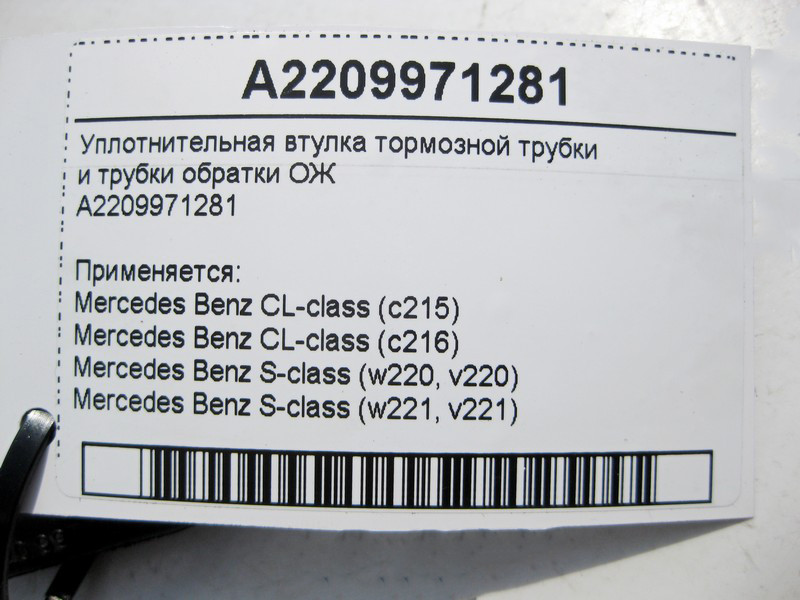 A2209971281
Уплотнительная втулка тормозной трубки
и трубки обратки ОЖ
A2209971281
Применяется:
Mercedes Benz CL-class (c215)
Mercedes Benz CL-class (c216)
Mercedes Benz S-class (w220, v220)
Mercedes Benz S-class (w221, v221)